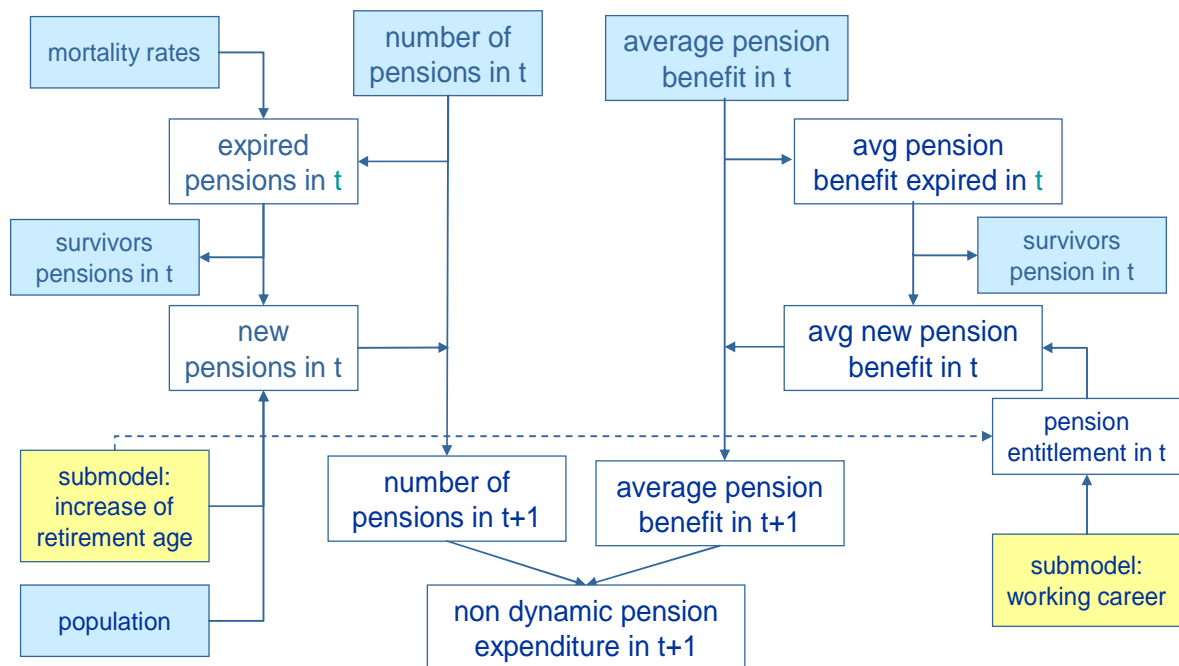 mortality rates
number of
pensions in t
average pension
benefit in t
expired
pensions in t
avg pension
benefit expired in t
survivors
pensions in t
survivors
pension in t
new
pensions in t
avg new pension
benefit in t
pension
entitlement in t
submodel:
increase of
retirement age
number of
pensions in t+1
average pension
benefit in t+1
submodel:
working career
population
non dynamic pension
expenditure in t+1